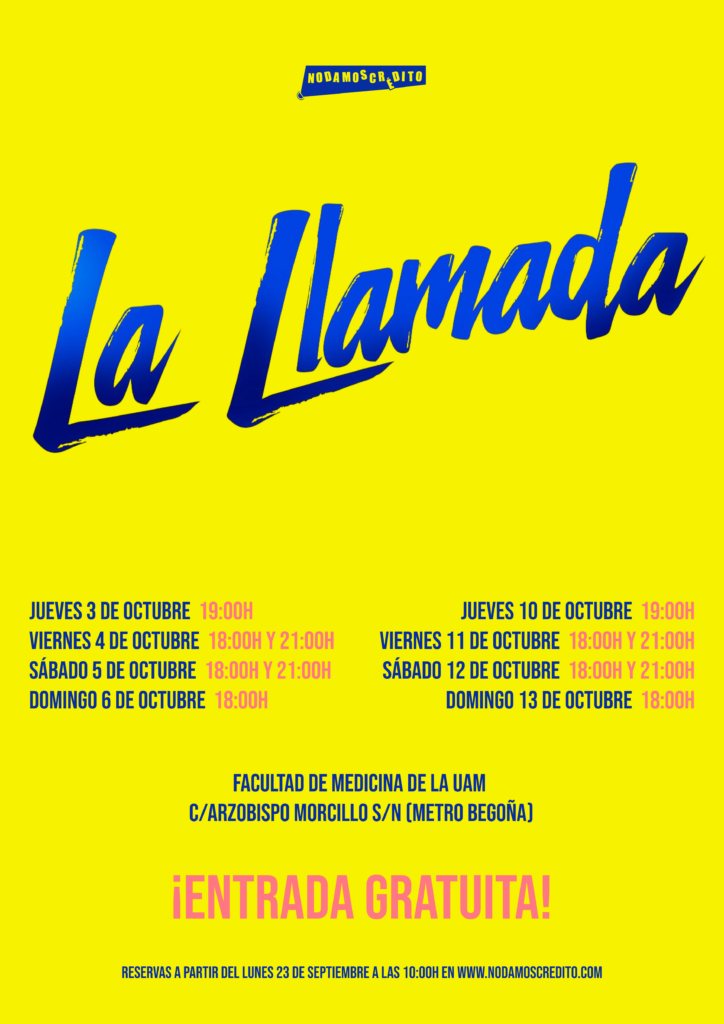 NODAMOSCRÉDITO
La Llamada
JUEVES 3 DE OCTUBRE 19:00H
VIERNES 4 DE OCTUBRE 18:00H Y 21:00H
SÁBADO 5 DE OCTUBRE 18:00H Y 21:00H
DOMINGO 6 DE OCTUBRE 18:00H
JUEVES 10 DE OCTUBRE 19:00H
VIERNES 11 DE OCTUBRE 18:00H Y 21:00H
SÁBADO 12 DE OCTUBRE 18:00H Y 21:00H
DOMINGO 13 DE OCTUBRE 18:00H
FACULTAD DE MEDICINA DE LA UAM
C/ARZOBISPO MORCILLO S/N (METRO BEGOÑA)
¡ENTRADA GRATUITA!
RESERVAS A PARTIR DEL LUNES 23 DE SEPTIEMBRE A LAS 10:00H EN WWW.NODAMOSCREDITO.COM